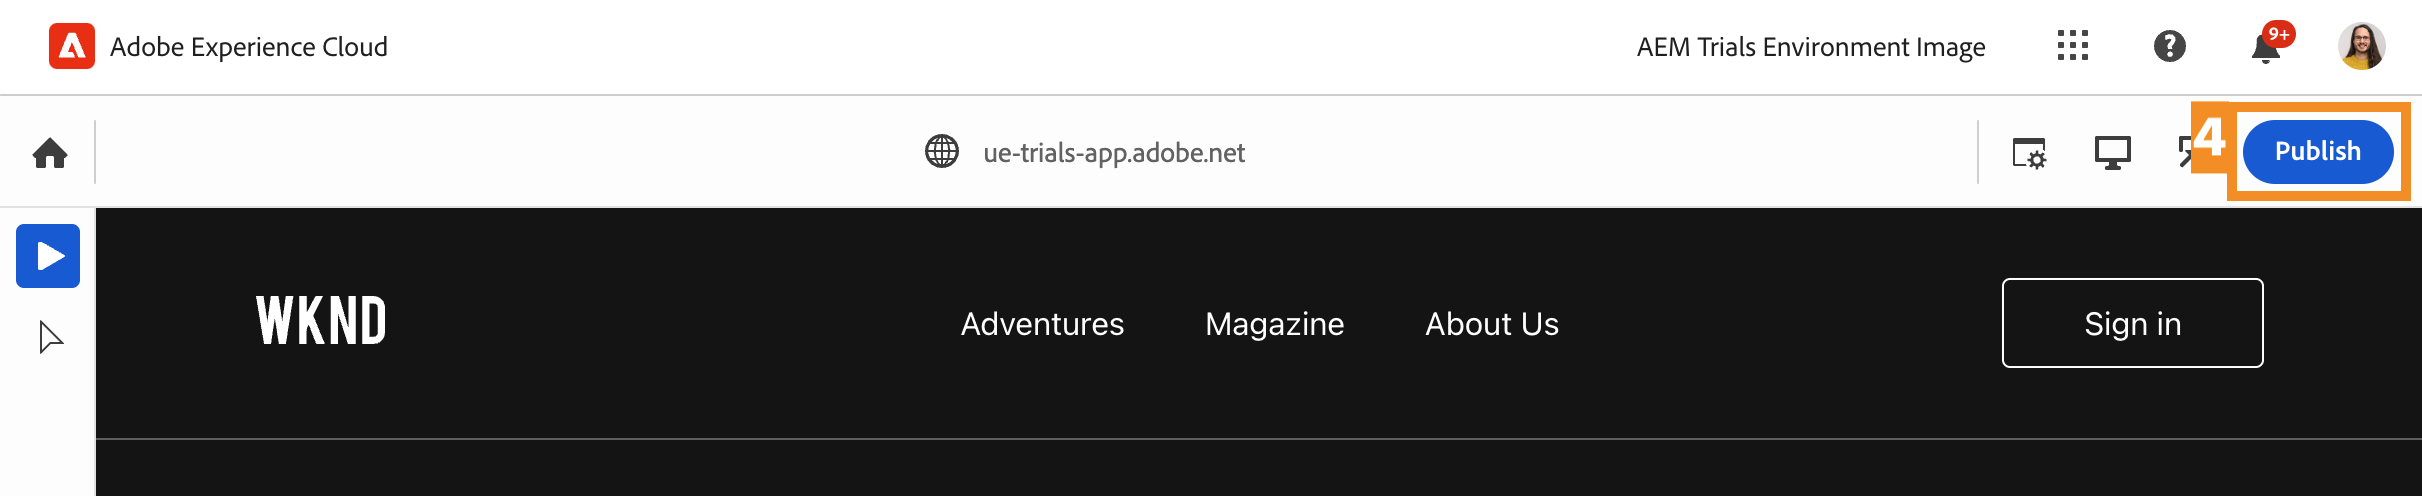 Adobe Experience Cloud
AEM Trials Environment Image
9+
ue-trials-app.adobe.net
4
Publish
WKND
Adventures
Magazine
About Us
Sign in